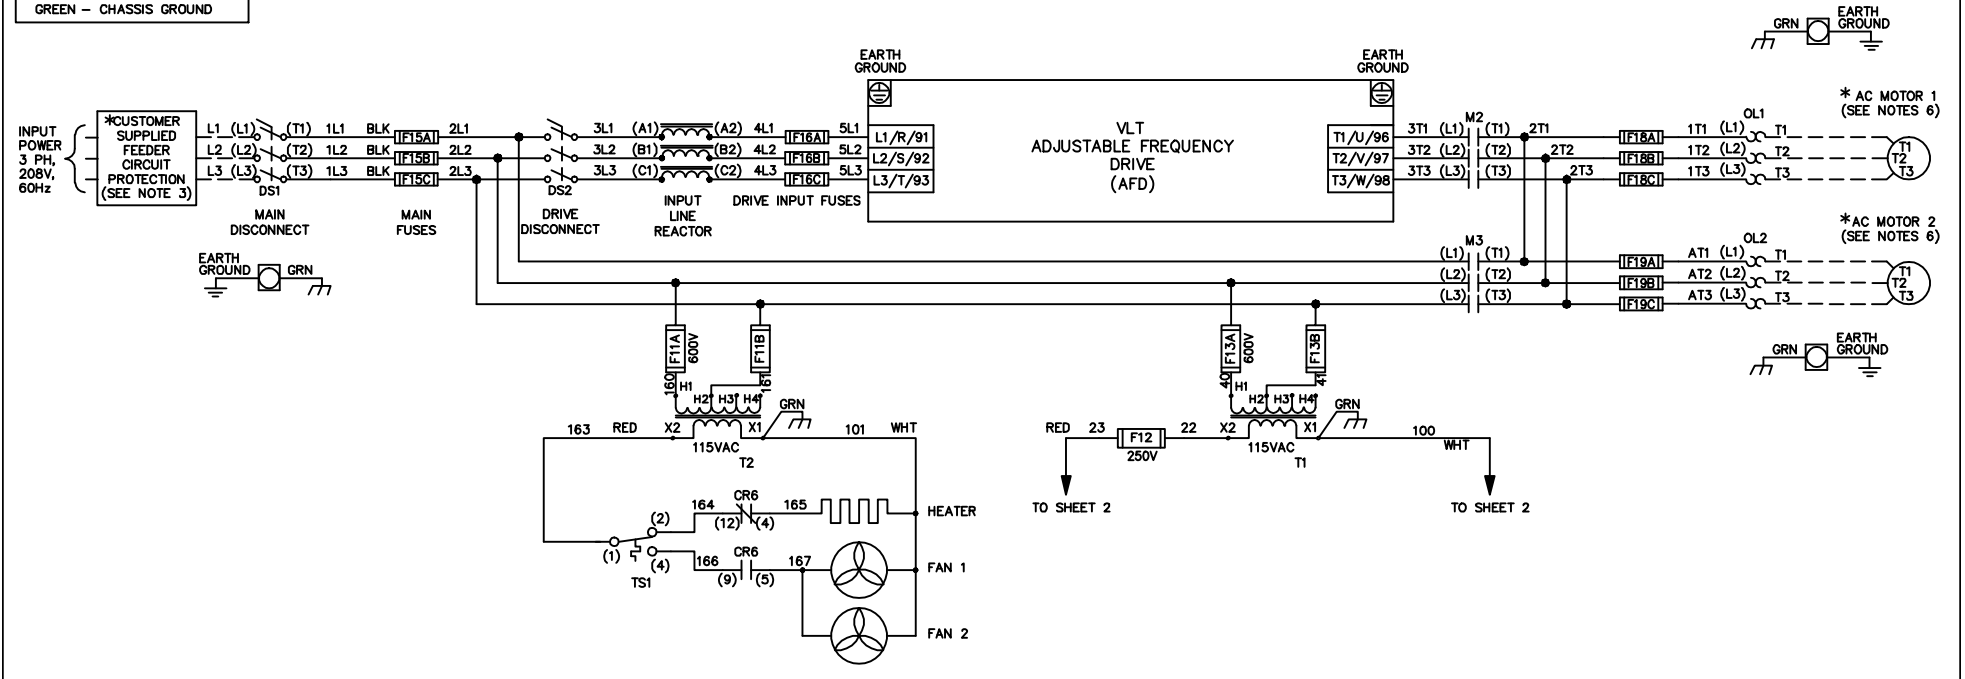 GREEN – CHASSIS GROUND
GRN
EARTH
GROUND
EARTH
GROUND
EARTH
GROUND
INPUT
POWER
3 PH,
208V,
60Hz
*CUSTOMER
SUPPLIED
FEEDER
CIRCUIT
PROTECTION
(SEE NOTE 3)
L1 (L1) (T1) 1L1 BLK F15A 2L1
L2 (L2) (T2) 1L2 BLK F15B 2L2
L3 (L3) (T3) 1L3 BLK F15C 2L3
DS1
MAIN
DISCONNECT
MAIN
FUSES
3L1 (A1) (A2) 4L1 F16A 5L1 L1/R/91
3L2 (B1) (B2) 4L2 F16B 5L2 L2/S/92
3L3 (C1) (C2) 4L3 F16C 5L3 L3/T/93
DS2
DRIVE
DISCONNECT
INPUT
LINE
REACTOR
DRIVE INPUT FUSES
VLT
ADJUSTABLE FREQUENCY
DRIVE
(AFD)
M2
T1/U/96 3T1 (L1) (T1) 2T1 F18A 1T1 (L1) T1
T2/V/97 3T2 (L2) (T2) 2T2 F18B 1T2 (L2) T2
T3/W/98 3T3 (L3) (T3) 2T3 F18C 1T3 (L3) T3
OL1
* AC MOTOR 1
(SEE NOTES 6)
T1
T2
T3
M3
(L1) (T1) F19A AT1 (L1) T1
(L2) (T2) F19B AT2 (L2) T2
(L3) (T3) F19C AT3 (L3) T3
OL2
*AC MOTOR 2
(SEE NOTES 6)
T1
T2
T3
EARTH
GROUND
GRN
GRN
EARTH
GROUND
F11A
600V
F11B
160
161
H1
H2 H3 H4
GRN
163 RED X2 X1 101 WHT
115VAC
T2
F13A
600V
F13B
40
41
H1
H2 H3 H4
GRN
RED 23 F12 22 X2 X1 100
WHT
250V
115VAC
T1
TO SHEET 2
TO SHEET 2
CR6
164 165
(2) (12) (4)
HEATER
(1)
(4)
TS1
CR6
166 167
(9) (5)
FAN 1
FAN 2